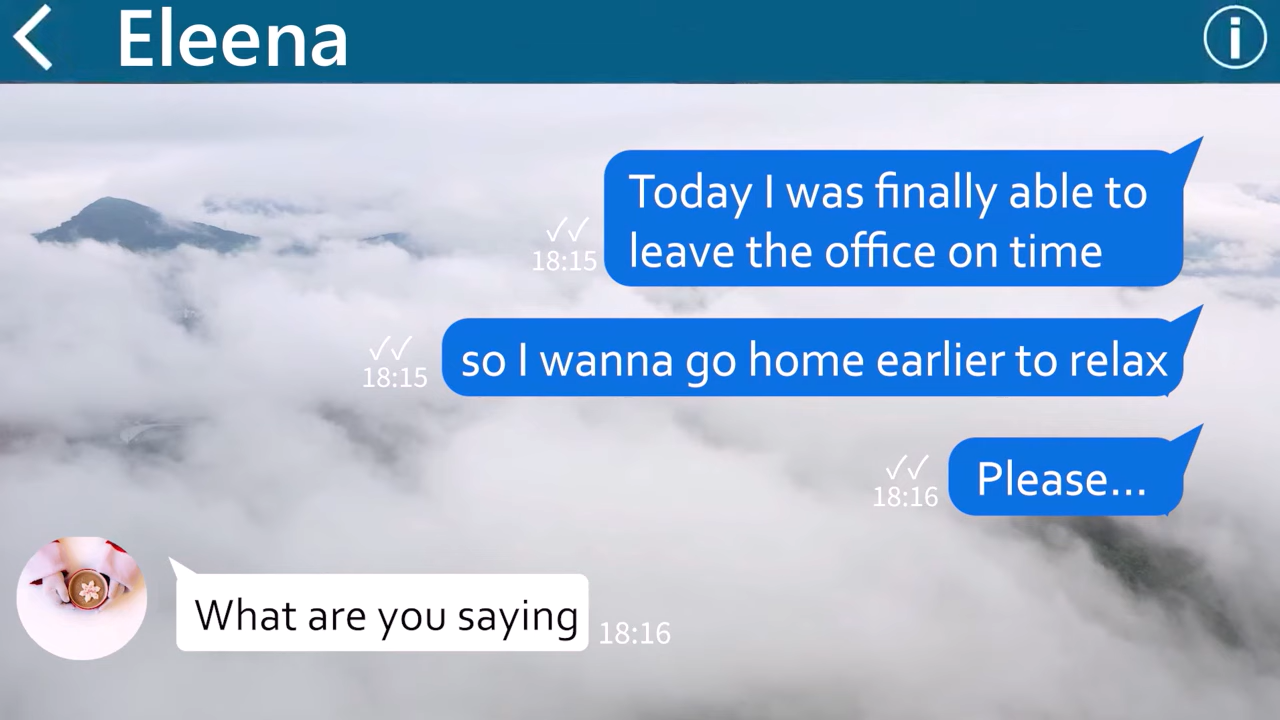 Eleena
Today I was finally able to
leave the office on time
18:15
so I wanna go home earlier to relax
18:15
Please...
18:16
What are you saying
18:16